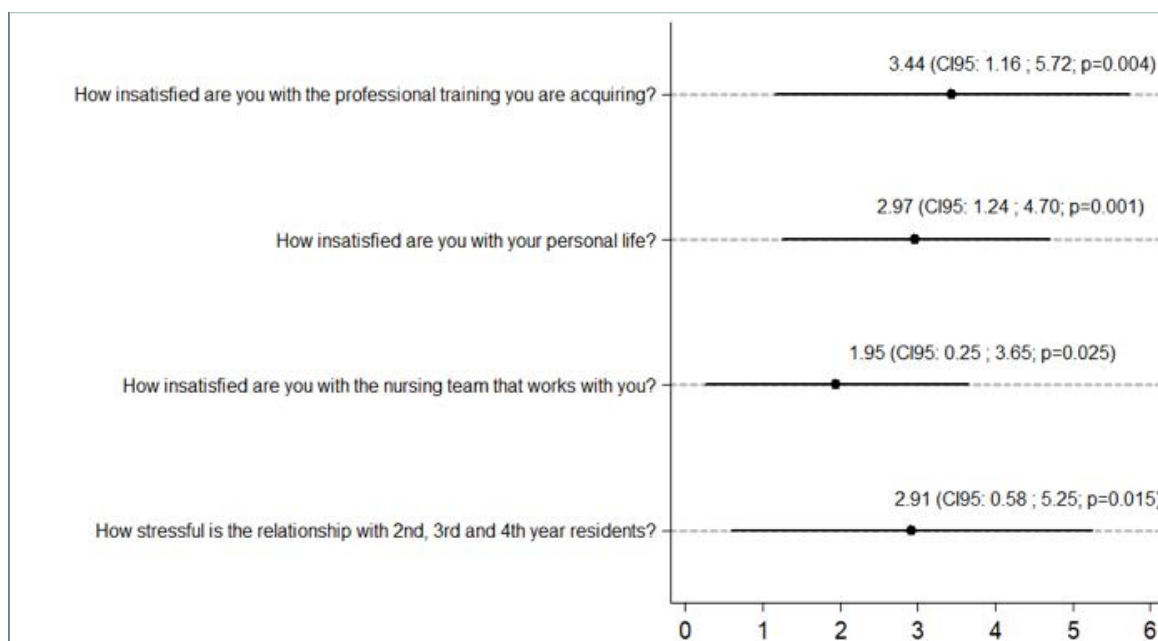 3.44 (CI95: 1.16 ; 5.72; p=0.004)
How insatisfied are you with the professional training you are acquiring?
2.97 (CI95: 1.24 ; 4.70; p=0.001)
How insatisfied are you with your personal life?
1.95 (CI95: 0.25 ; 3.65; p=0.025)
How insatisfied are you with the nursing team that works with you?
2.91 (CI95: 0.58 ; 5.25; p=0.015)
How stressful is the relationship with 2nd, 3rd and 4th year residents?
0 1 2 3 4 5 6